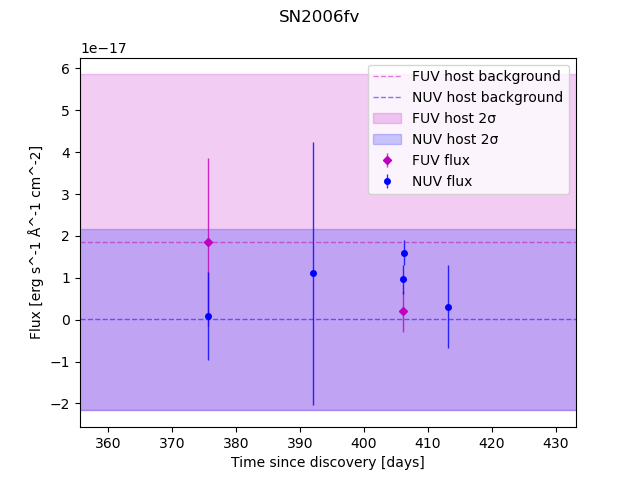 SN2006fv
1e−17
6
5
4
3
2
1
0
−1
−2
Flux [erg s^-1 Å^-1 cm^-2]
FUV host background
NUV host background
FUV host 2σ
NUV host 2σ
FUV flux
NUV flux
360 370 380 390 400 410 420 430
Time since discovery [days]